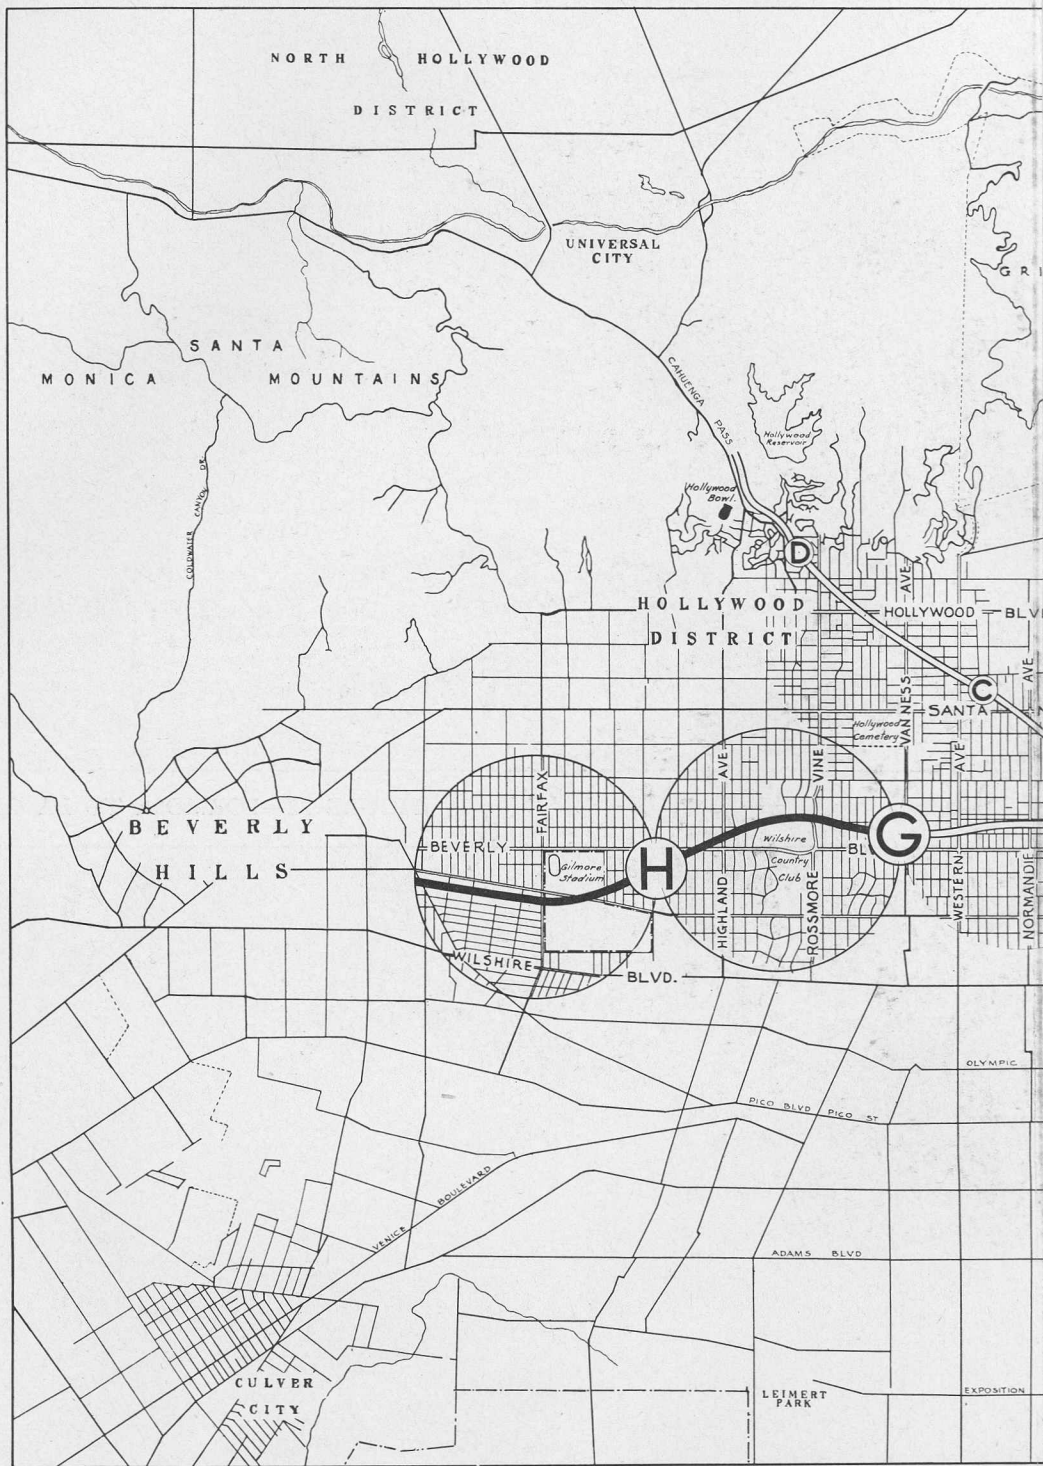 NORTH HOLLYWOOD
DISTRICT
UNIVERSAL
CITY
GRI
SANTA
MONICA MOUNTAINS
CAHUENGA PASS
Hollywood
Reservoir
COLDWATER CANYON DR.
Hollywood
Bowl.
D
HOLLYWOOD
DISTRICT
AVE
HOLLYWOOD BLV
C
SANTA
VAN NESS
AVE
Hollywood
Cemetery
AVE
VINE
AVE
FAIRFAX
BEVERLY
HILLS
BEVERLY
Gilmore
Stadium
H
Wilshire
Country
Club
BL
G
HIGHLAND
ROSSMORE
WESTERN
NORMANDIE
WILSHIRE BLVD.
OLYMPIC
PICO BLVD PICO ST
VENICE BOULEVARD
ADAMS BLVD
CULVER
CITY
LEIMERT
PARK
EXPOSITION